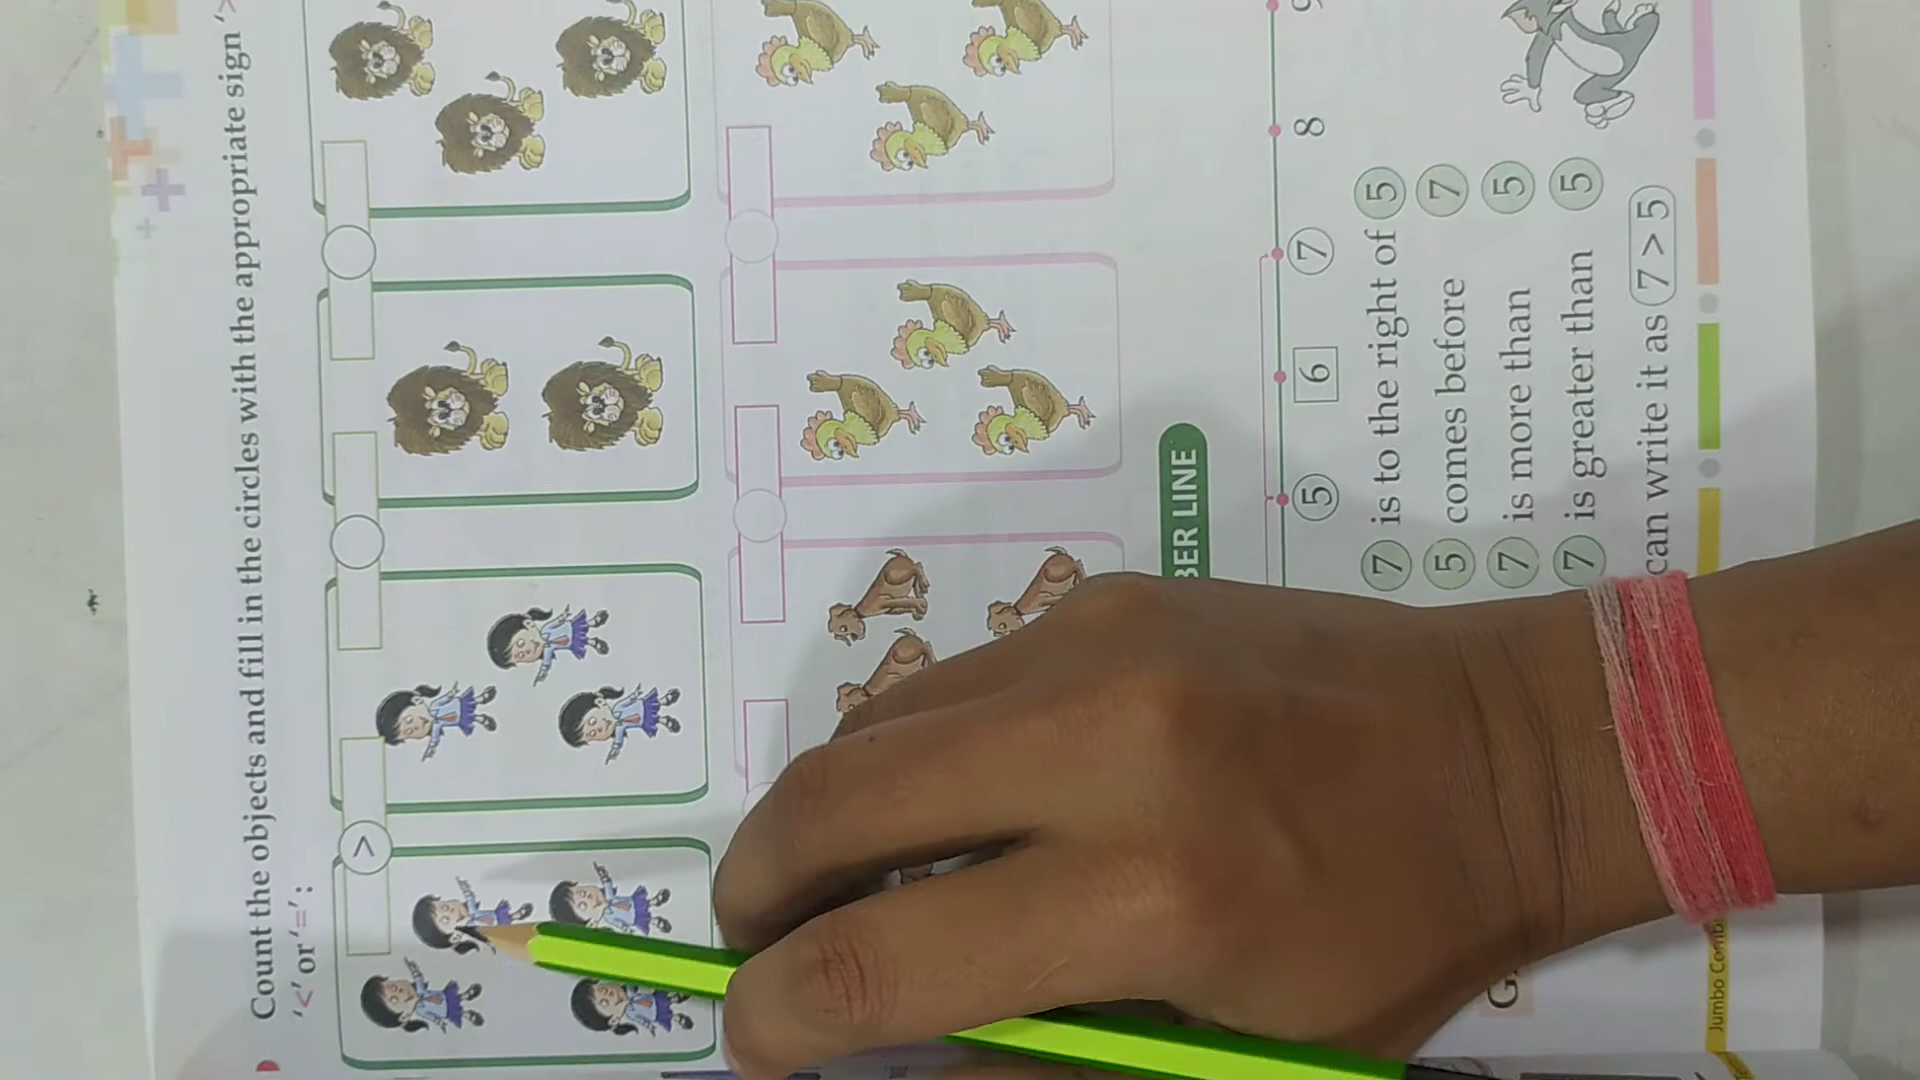 Count the objects and fill in the circles with the appropriate sign '>
'<' or '=':
>
BER LINE
5 6 7 8
7 is to the right of 5
5 comes before 7
7 is more than 5
7 is greater than 5
can write it as 7 > 5
Jumbo Comb